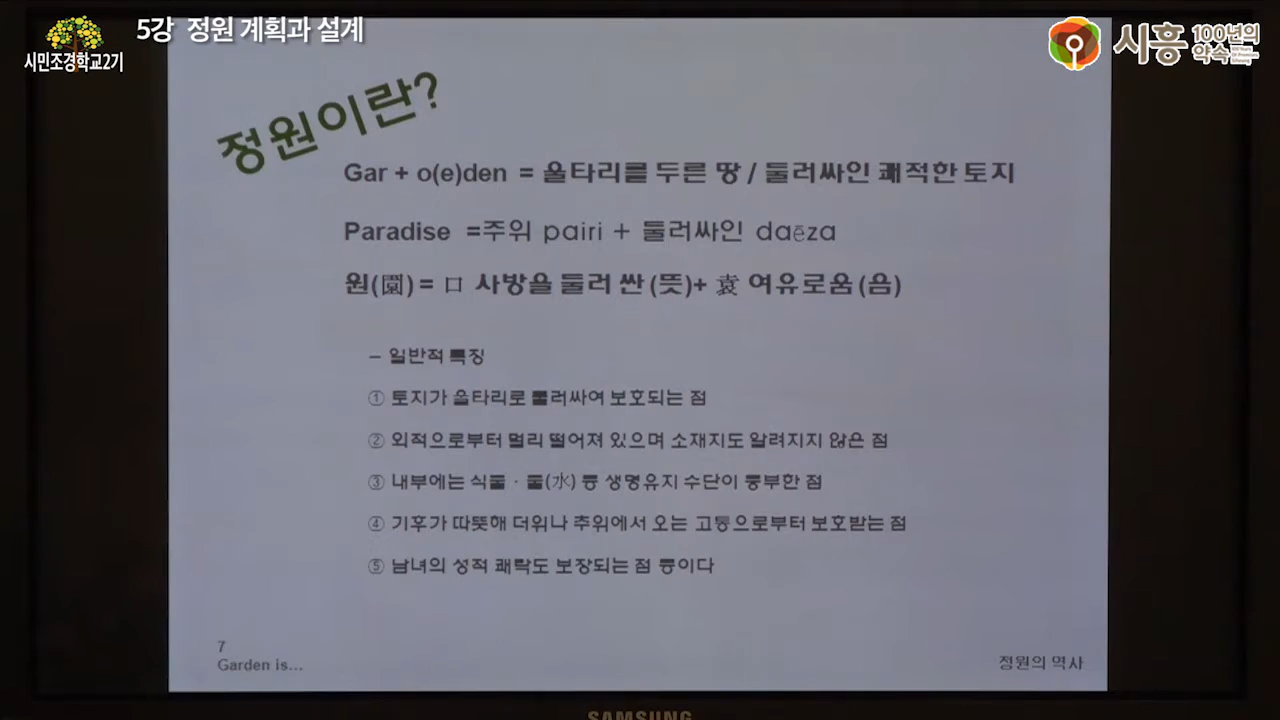 시민조경학교2기
5강 정원 계획과 설계
시흥 100년의 약속
정원이란?
Gar + o(e)den = 울타리를 두른 땅 / 둘러싸인 쾌적한 토지
Paradise =주위 pairi + 둘러싸인 daēza
원(園) = 口 사방을 둘러 싼 (뜻)+ 袁 여유로움 (음)
– 일반적 특징
① 토지가 울타리로 둘러싸여 보호되는 점
② 외적으로부터 멀리 떨어져 있으며 소재지도 알려지지 않은 점
③ 내부에는 식물 · 물(水) 등 생명유지 수단이 풍부한 점
④ 기후가 따뜻해 더위나 추위에서 오는 고통으로부터 보호받는 점
⑤ 남녀의 성적 쾌락도 보장되는 점 등이다
7
Garden is...
정원의 역사
SAMSUNG